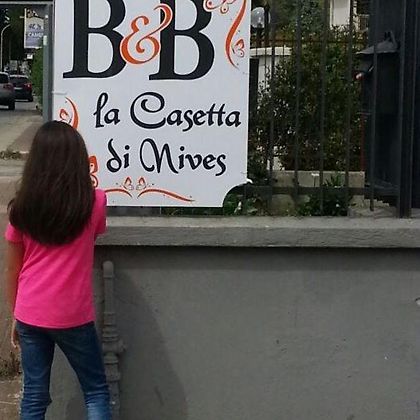 B&B
la Casetta
di Nives